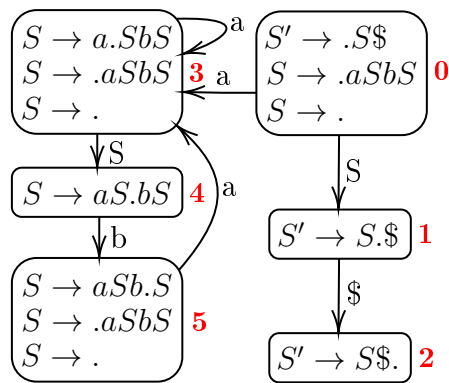 S → a.SbS
S → .aSbS
S → .
3
a
a
S' → .S$
S → .aSbS
S → .
0
S
S → aS.bS
4
b
a
S → aSb.S
S → .aSbS
S → .
5
S
S' → S.$
1
$
S' → S$.
2